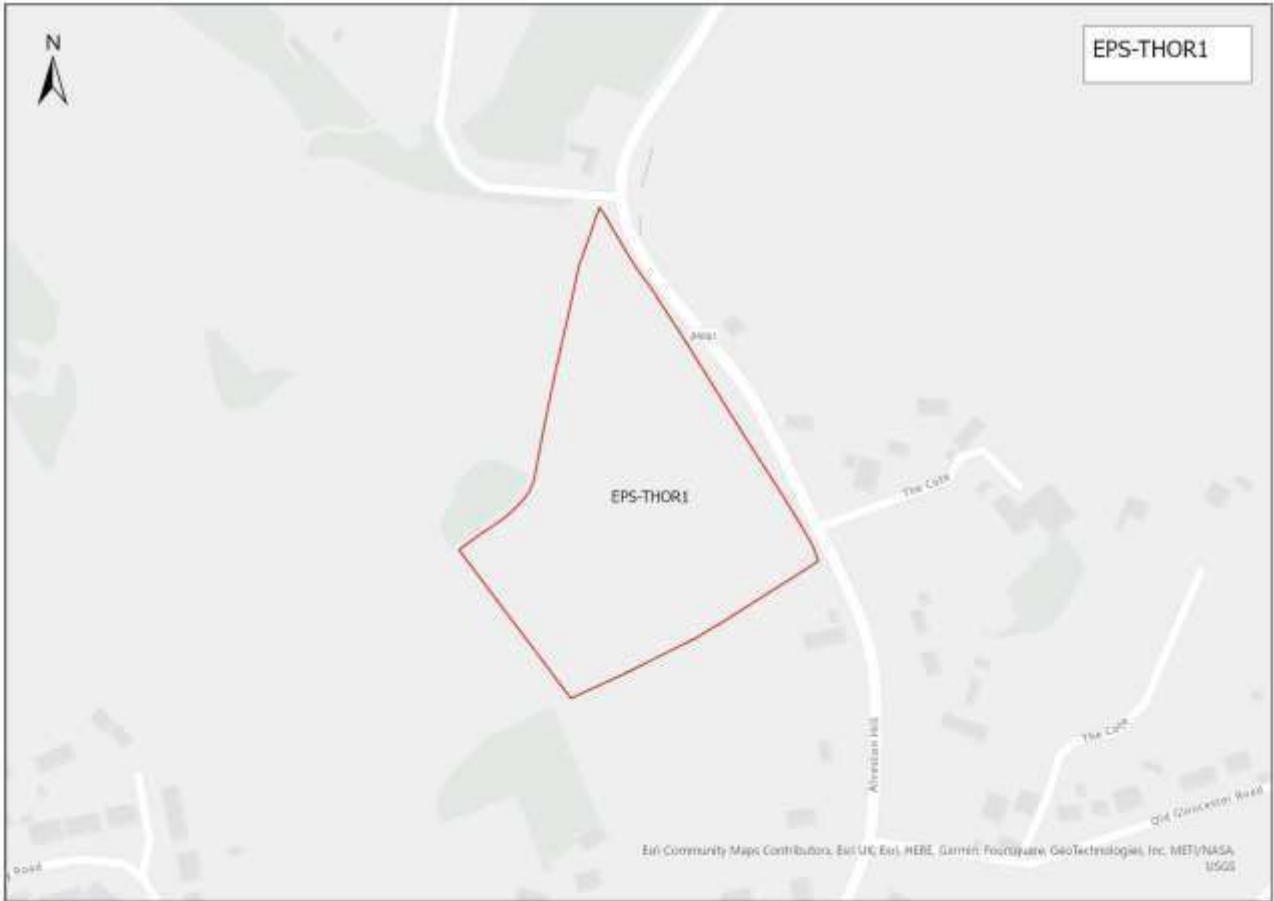 N
EPS-THOR1
EPS-THOR1
The Cote
Alveston Hill
The Cote
Old Gloucester Road
Road
Esri Community Maps Contributors, Esri UK, Esri, HERE, Garmin, Foursquare, GeoTechnologies, Inc, METI/NASA,
USGS